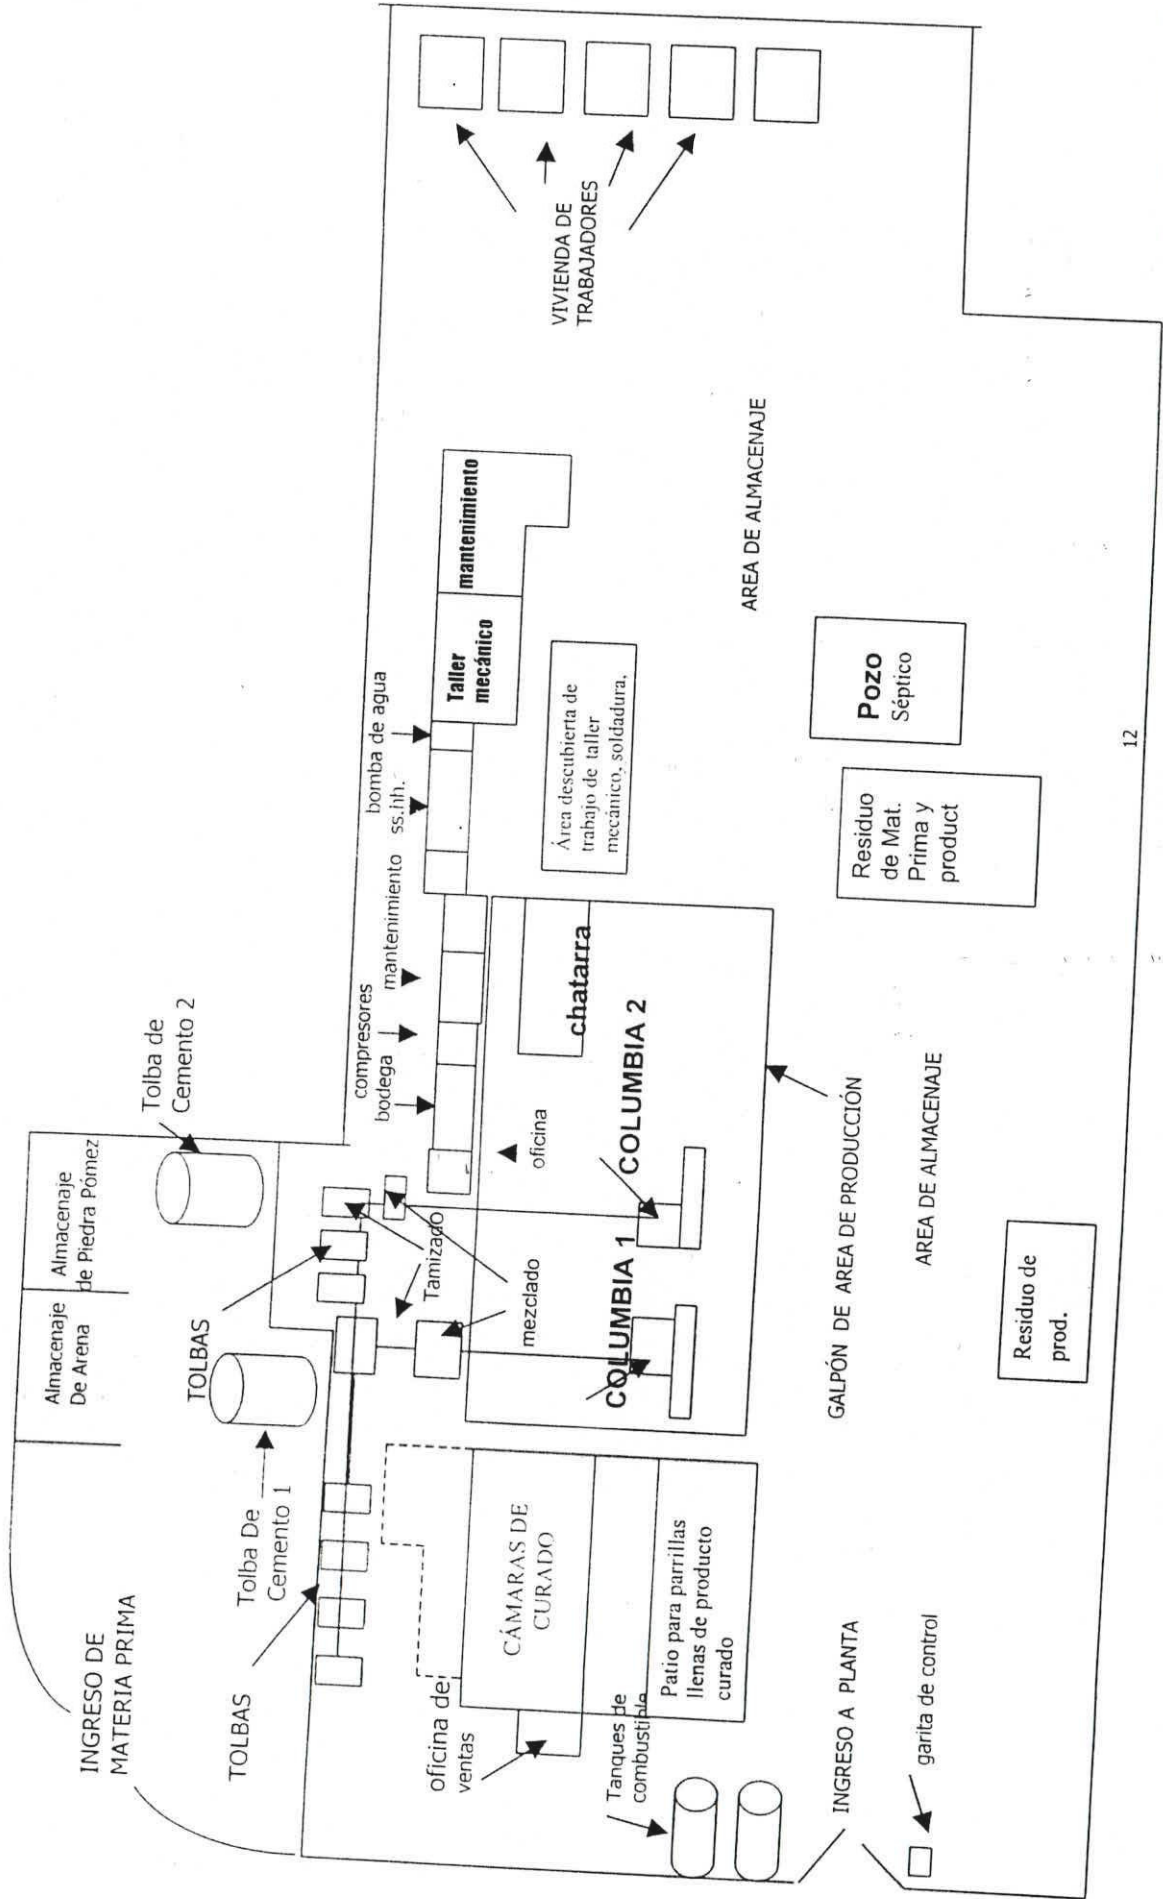 INGRESO DE
MATERIA PRIMA
Almacenaje
De Arena
Almacenaje
de Piedra Pómez
Tolba de
Cemento 2
TOLBAS
Tolba De
Cemento 1
TOLBAS
Tamizado
mezclado
bodega
compresores
mantenimiento
ss.hh.
bomba de agua
Taller
mecánico
mantenimiento
VIVIENDA DE
TRABAJADORES
oficina de
ventas
CÁMARAS DE
CURADO
Patio para parrillas
llenas de producto
curado
Tanques de
combustible
COLUMBIA 1
COLUMBIA 2
oficina
chatarra
Área descubierta de
trabajo de taller
mecánico, soldadura,
AREA DE ALMACENAJE
INGRESO A PLANTA
garita de control
GALPÓN DE AREA DE PRODUCCIÓN
AREA DE ALMACENAJE
Residuo de
prod.
Residuo
de Mat.
Prima y
product
Pozo
Séptico
12